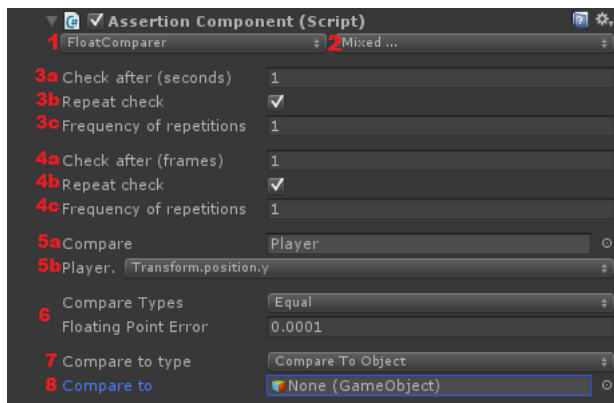 Assertion Component (Script)
1 FloatComparer 2 Mixed ...
3a Check after (seconds) 1
3b Repeat check
3c Frequency of repetitions 1
4a Check after (frames) 1
4b Repeat check
4c Frequency of repetitions 1
5a Compare Player
5b Player. Transform.position.y
6 Compare Types Equal
Floating Point Error 0.0001
7 Compare to type Compare To Object
8 Compare to None (GameObject)